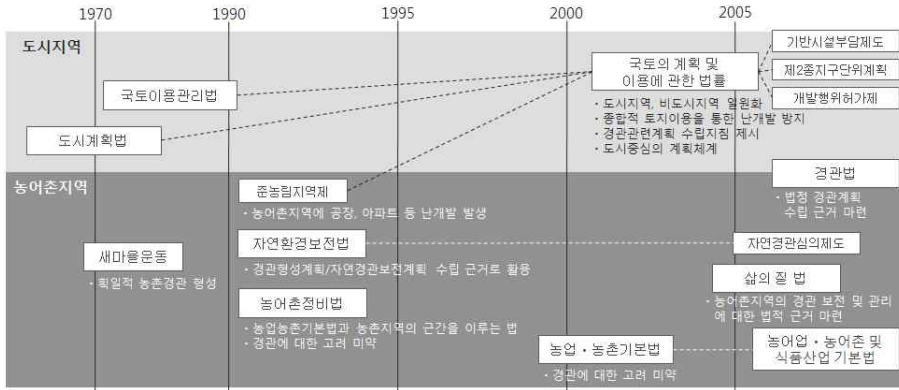 1970 1990 1995 2000 2005
도시지역
국토이용관리법
도시계획법
국토의 계획 및
이용에 관한 법률
・도시지역, 비도시지역 일원화
・종합적 토지이용을 통한 난개발 방지
・경관관련계획 수립지침 제시
・도시중심의 계획체계
기반시설부담제도
제2종지구단위계획
개발행위허가제
농어촌지역
준농림지역제
・농어촌지역에 공장, 아파트 등 난개발 발생
경관법
・법정 경관계획
수립 근거 마련
새마을운동
・획일적 농촌경관 형성
자연환경보전법
・경관형성계획/자연경관보전계획 수립 근거로 활용
자연경관심의제도
농어촌정비법
・농업농촌기본법과 농촌지역의 근간을 이루는 법
・경관에 대한 고려 미약
삶의 질 법
・농어촌지역의 경관 보전 및 관리
에 대한 법적 근거 마련
농업・농촌기본법
・경관에 대한 고려 미약
농어업・농어촌 및
식품산업 기본법